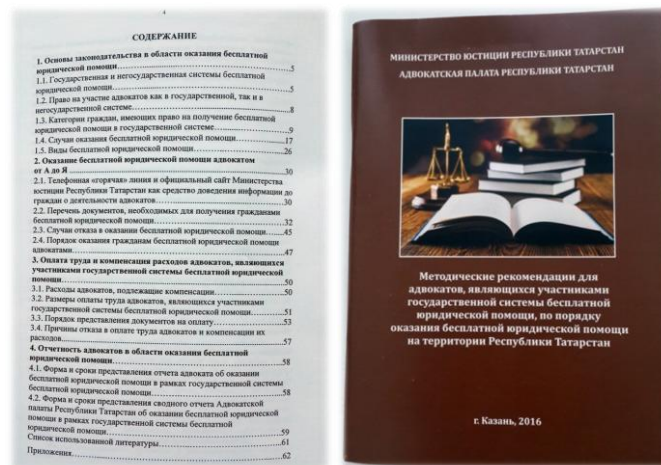 4
СОДЕРЖАНИЕ
1. Основы законодательства в области оказания бесплатной
юридической помощи.....5
1.1. Государственная и негосударственная системы бесплатной
юридической помощи.....5
1.2. Право на участие адвокатов как в государственной, так и в
негосударственной системе.....8
1.3. Категории граждан, имеющих право на получение бесплатной
юридической помощи в государственной системе.....9
1.4. Случаи оказания бесплатной юридической помощи.....17
1.5. Виды бесплатной юридической помощи.....26
2. Оказание бесплатной юридической помощи адвокатом
от А до Я.....30
2.1. Телефонная «горячая» линия и официальный сайт Министерства
юстиции Республики Татарстан как средство доведения информации до
граждан о деятельности адвокатов.....30
2.2. Перечень документов, необходимых для получения гражданами
бесплатной юридической помощи.....32
2.3. Случаи отказа в оказании бесплатной юридической помощи.....45
2.4. Порядок оказания гражданам бесплатной юридической помощи
адвокатами.....47
3. Оплата труда и компенсация расходов адвокатов, являющихся
участниками государственной системы бесплатной юридической
помощи.....50
3.1. Расходы адвокатов, подлежащие компенсации.....50
3.2. Размеры оплаты труда адвокатов, являющихся участниками
государственной системы бесплатной юридической помощи.....51
3.3. Порядок представления документов на оплату.....53
3.4. Причины отказа в оплате труда адвокатов и компенсации их
расходов.....57
4. Отчетность адвокатов в области оказания бесплатной
юридической помощи.....58
4.1. Форма и сроки представления отчета адвоката об оказании
бесплатной юридической помощи в рамках государственной системы
бесплатной юридической помощи.....58
4.2. Форма и сроки представления сводного отчета Адвокатской
палаты Республики Татарстан об оказании бесплатной юридической
помощи в рамках государственной системы бесплатной
юридической помощи.....59
Список использованной литературы.....61
Приложения.....62
МИНИСТЕРСТВО ЮСТИЦИИ РЕСПУБЛИКИ ТАТАРСТАН
АДВОКАТСКАЯ ПАЛАТА РЕСПУБЛИКИ ТАТАРСТАН
Методические рекомендации для
адвокатов, являющихся участниками
государственной системы бесплатной
юридической помощи, по порядку
оказания бесплатной юридической помощи
на территории Республики Татарстан
г. Казань, 2016